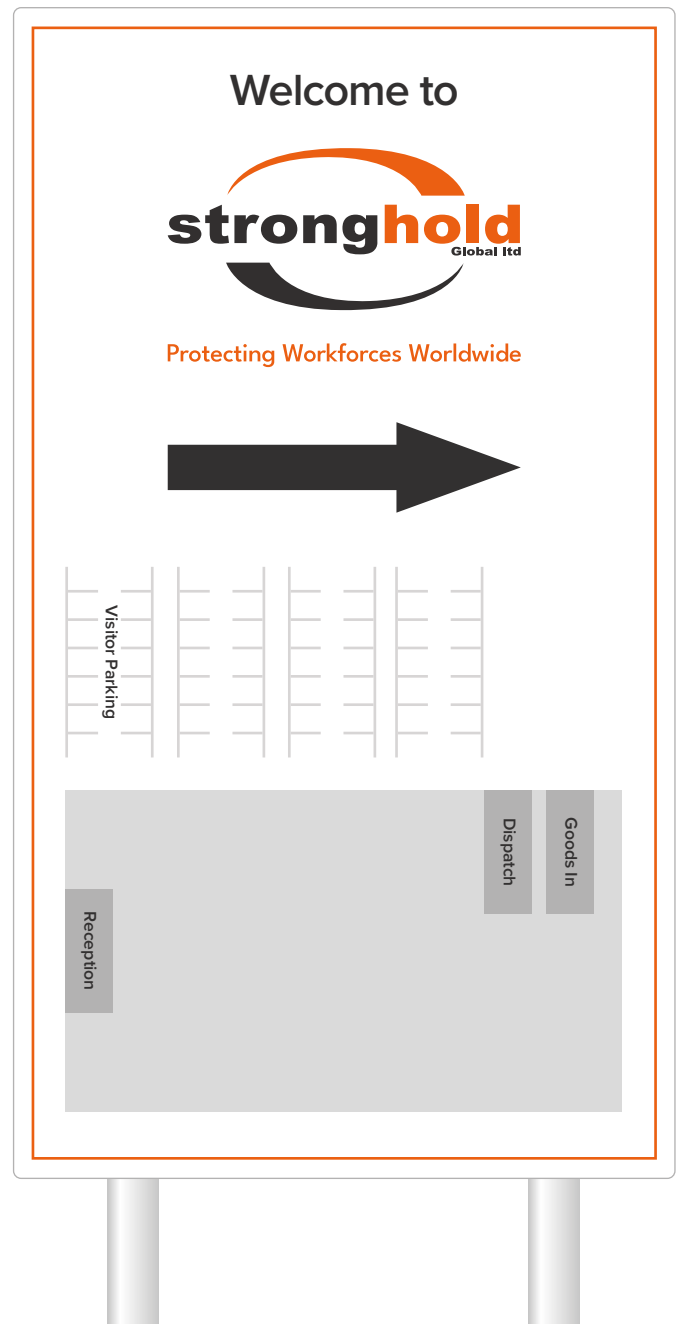 Welcome to
stronghold
Global ltd
Protecting Workforces Worldwide
Visitor Parking
Dispatch
Goods In
Reception